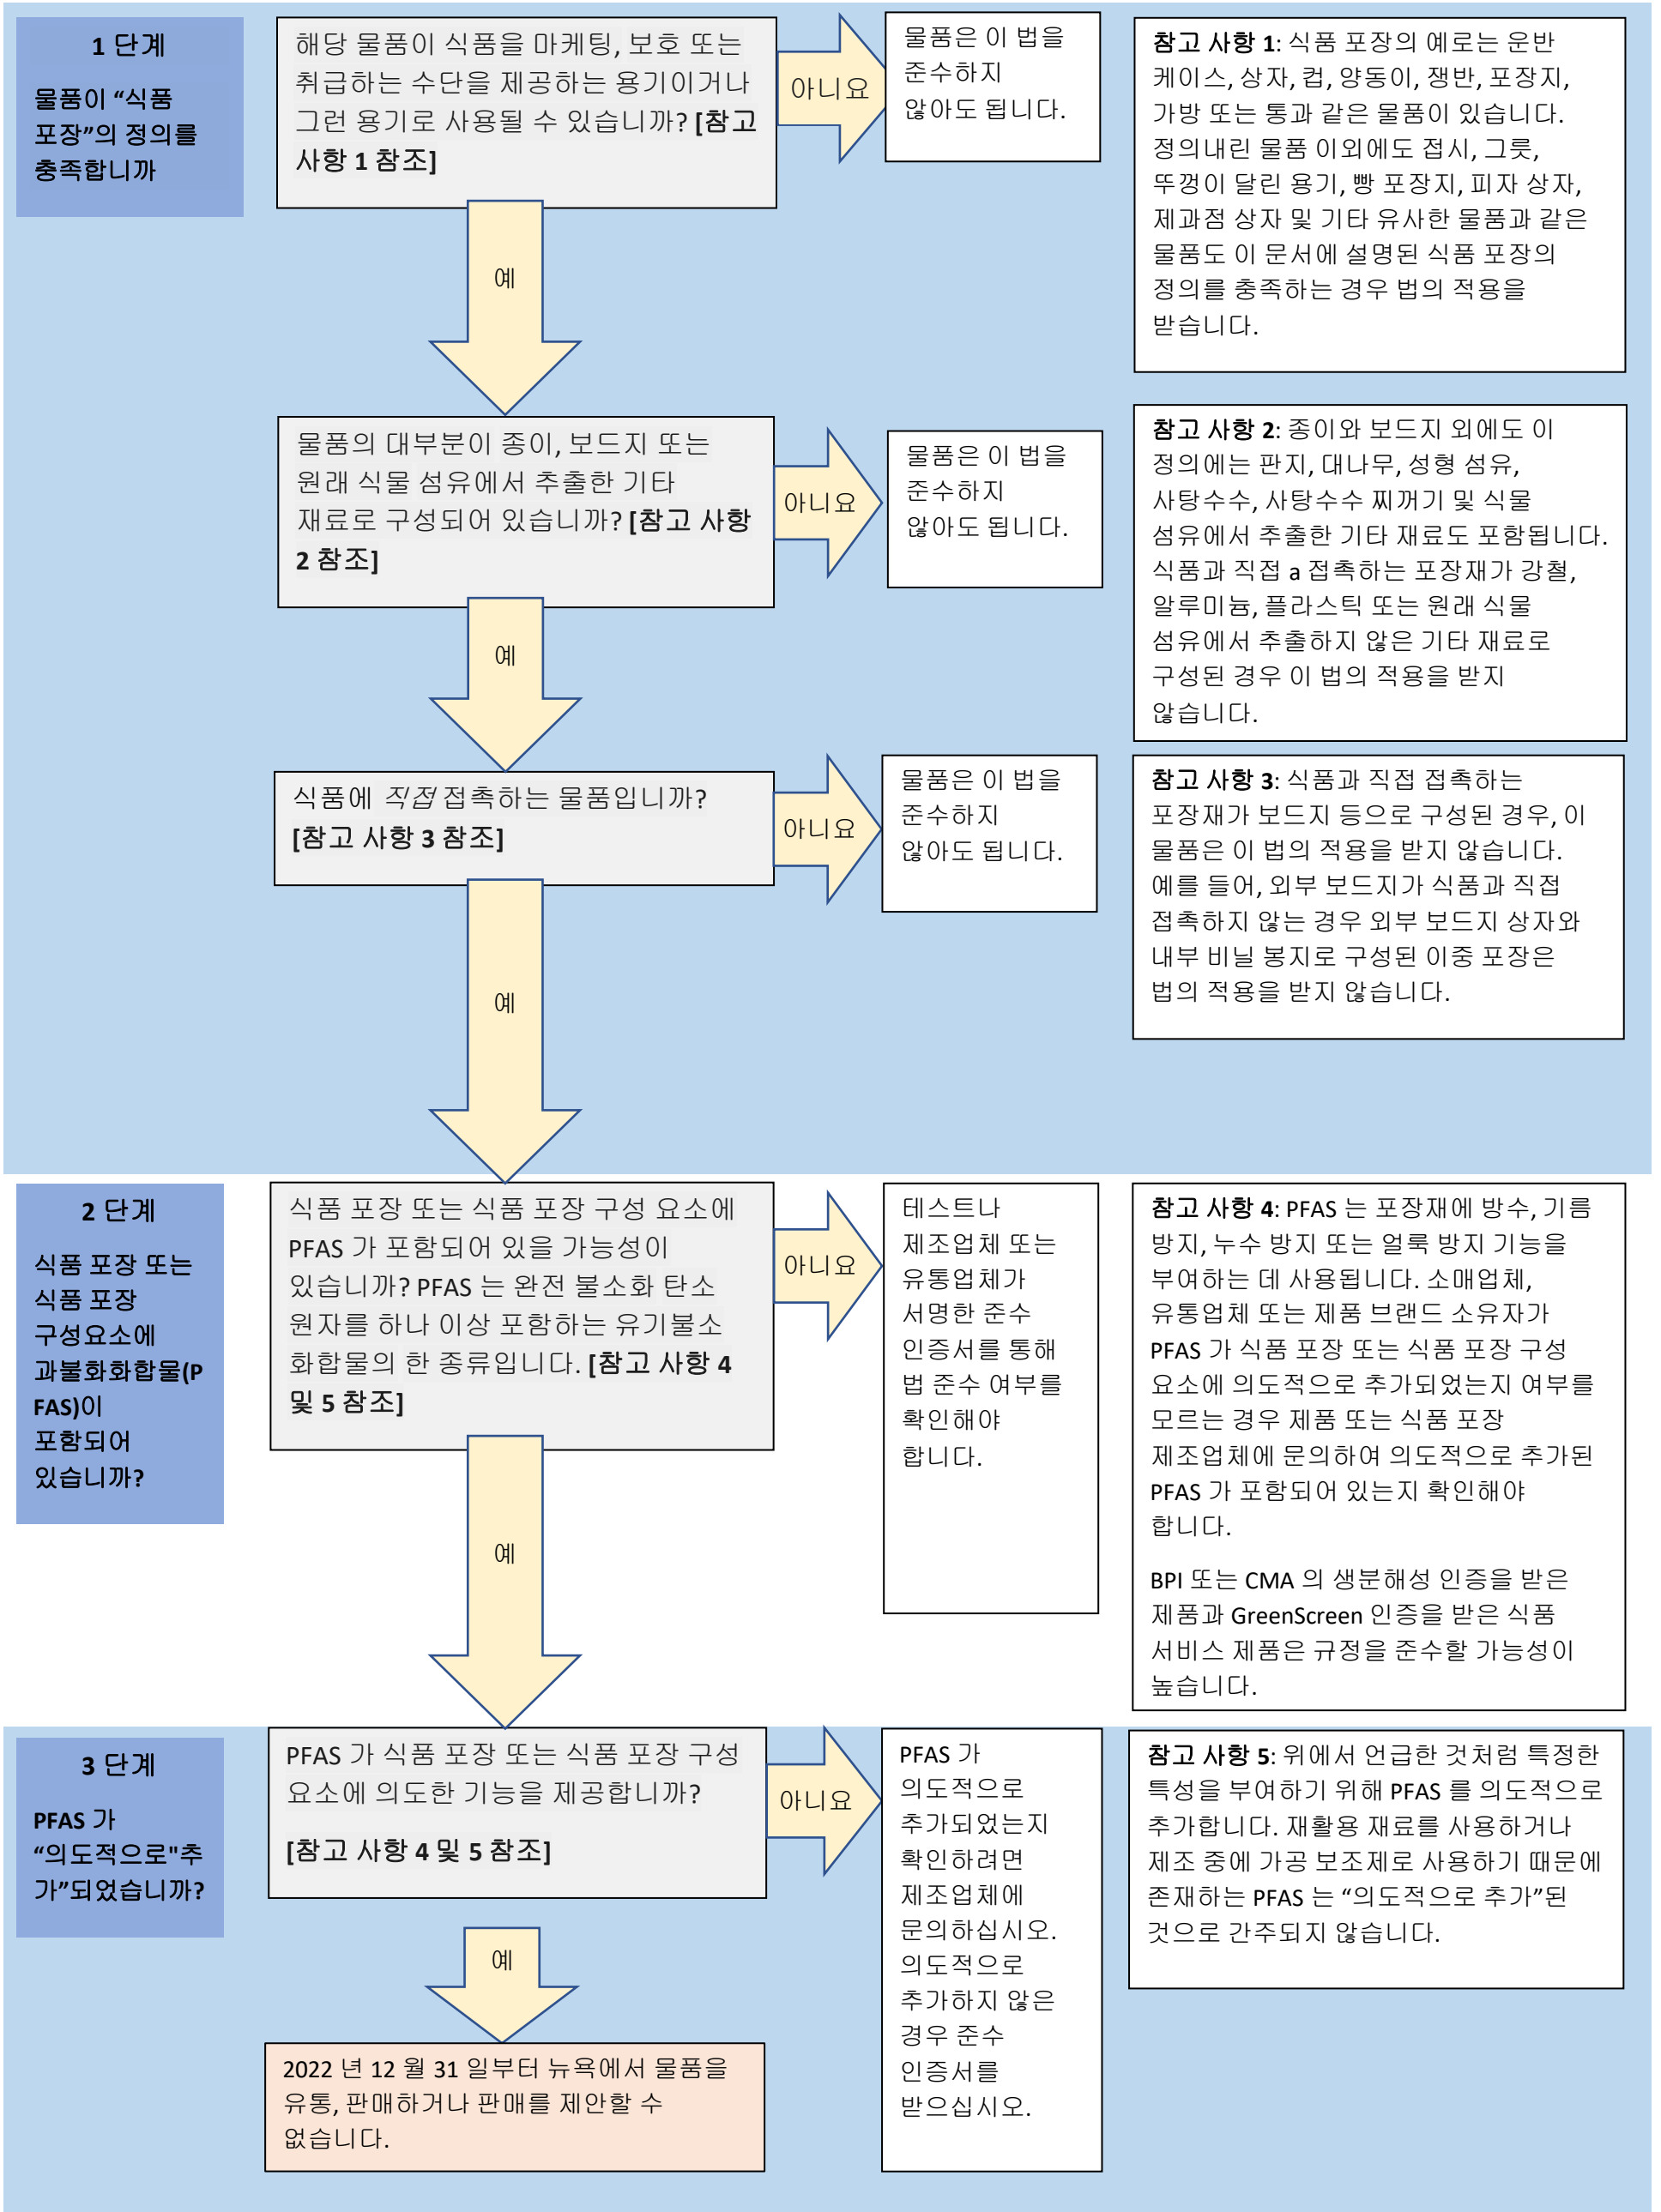 1 단계
물품이 “식품
포장”의 정의를
충족합니까
해당 물품이 식품을 마케팅, 보호 또는
취급하는 수단을 제공하는 용기이거나
그런 용기로 사용될 수 있습니까? [참고
사항 1 참조]
아니요
물품은 이 법을
준수하지
않아도 됩니다.
참고 사항 1: 식품 포장의 예로는 운반
케이스, 상자, 컵, 양동이, 쟁반, 포장지,
가방 또는 통과 같은 물품이 있습니다.
정의내린 물품 이외에도 접시, 그릇,
뚜껑이 달린 용기, 빵 포장지, 피자 상자,
제과점 상자 및 기타 유사한 물품과 같은
물품도 이 문서에 설명된 식품 포장의
정의를 충족하는 경우 법의 적용을
받습니다.
예
물품의 대부분이 종이, 보드지 또는
원래 식물 섬유에서 추출한 기타
재료로 구성되어 있습니까? [참고 사항
2 참조]
아니요
물품은 이 법을
준수하지
않아도 됩니다.
참고 사항 2: 종이와 보드지 외에도 이
정의에는 판지, 대나무, 성형 섬유,
사탕수수, 사탕수수 찌꺼기 및 식물
섬유에서 추출한 기타 재료도 포함됩니다.
식품과 직접 a 접촉하는 포장재가 강철,
알루미늄, 플라스틱 또는 원래 식물
섬유에서 추출하지 않은 기타 재료로
구성된 경우 이 법의 적용을 받지
않습니다.
예
식품에 직접 접촉하는 물품입니까?
[참고 사항 3 참조]
아니요
물품은 이 법을
준수하지
않아도 됩니다.
참고 사항 3: 식품과 직접 접촉하는
포장재가 보드지 등으로 구성된 경우, 이
물품은 이 법의 적용을 받지 않습니다.
예를 들어, 외부 보드지가 식품과 직접
접촉하지 않는 경우 외부 보드지 상자와
내부 비닐 봉지로 구성된 이중 포장은
법의 적용을 받지 않습니다.
예
2 단계
식품 포장 또는
식품 포장
구성요소에
과불화화합물(P
FAS)이
포함되어
있습니까?
식품 포장 또는 식품 포장 구성 요소에
PFAS 가 포함되어 있을 가능성이
있습니까? PFAS 는 완전 불소화 탄소
원자를 하나 이상 포함하는 유기불소
화합물의 한 종류입니다. [참고 사항 4
및 5 참조]
아니요
테스트나
제조업체 또는
유통업체가
서명한 준수
인증서를 통해
법 준수 여부를
확인해야
합니다.
참고 사항 4: PFAS 는 포장재에 방수, 기름
방지, 누수 방지 또는 얼룩 방지 기능을
부여하는 데 사용됩니다. 소매업체,
유통업체 또는 제품 브랜드 소유자가
PFAS 가 식품 포장 또는 식품 포장 구성
요소에 의도적으로 추가되었는지 여부를
모르는 경우 제품 또는 식품 포장
제조업체에 문의하여 의도적으로 추가된
PFAS 가 포함되어 있는지 확인해야
합니다.
BPI 또는 CMA 의 생분해성 인증을 받은
제품과 GreenScreen 인증을 받은 식품
서비스 제품은 규정을 준수할 가능성이
높습니다.
예
3 단계
PFAS 가
“의도적으로"추
가”되었습니까?
PFAS 가 식품 포장 또는 식품 포장 구성
요소에 의도한 기능을 제공합니까?
[참고 사항 4 및 5 참조]
아니요
PFAS 가
의도적으로
추가되었는지
확인하려면
제조업체에
문의하십시오.
의도적으로
추가하지 않은
경우 준수
인증서를
받으십시오.
참고 사항 5: 위에서 언급한 것처럼 특정한
특성을 부여하기 위해 PFAS 를 의도적으로
추가합니다. 재활용 재료를 사용하거나
제조 중에 가공 보조제로 사용하기 때문에
존재하는 PFAS 는 “의도적으로 추가”된
것으로 간주되지 않습니다.
예
2022 년 12 월 31 일부터 뉴욕에서 물품을
유통, 판매하거나 판매를 제안할 수
없습니다.